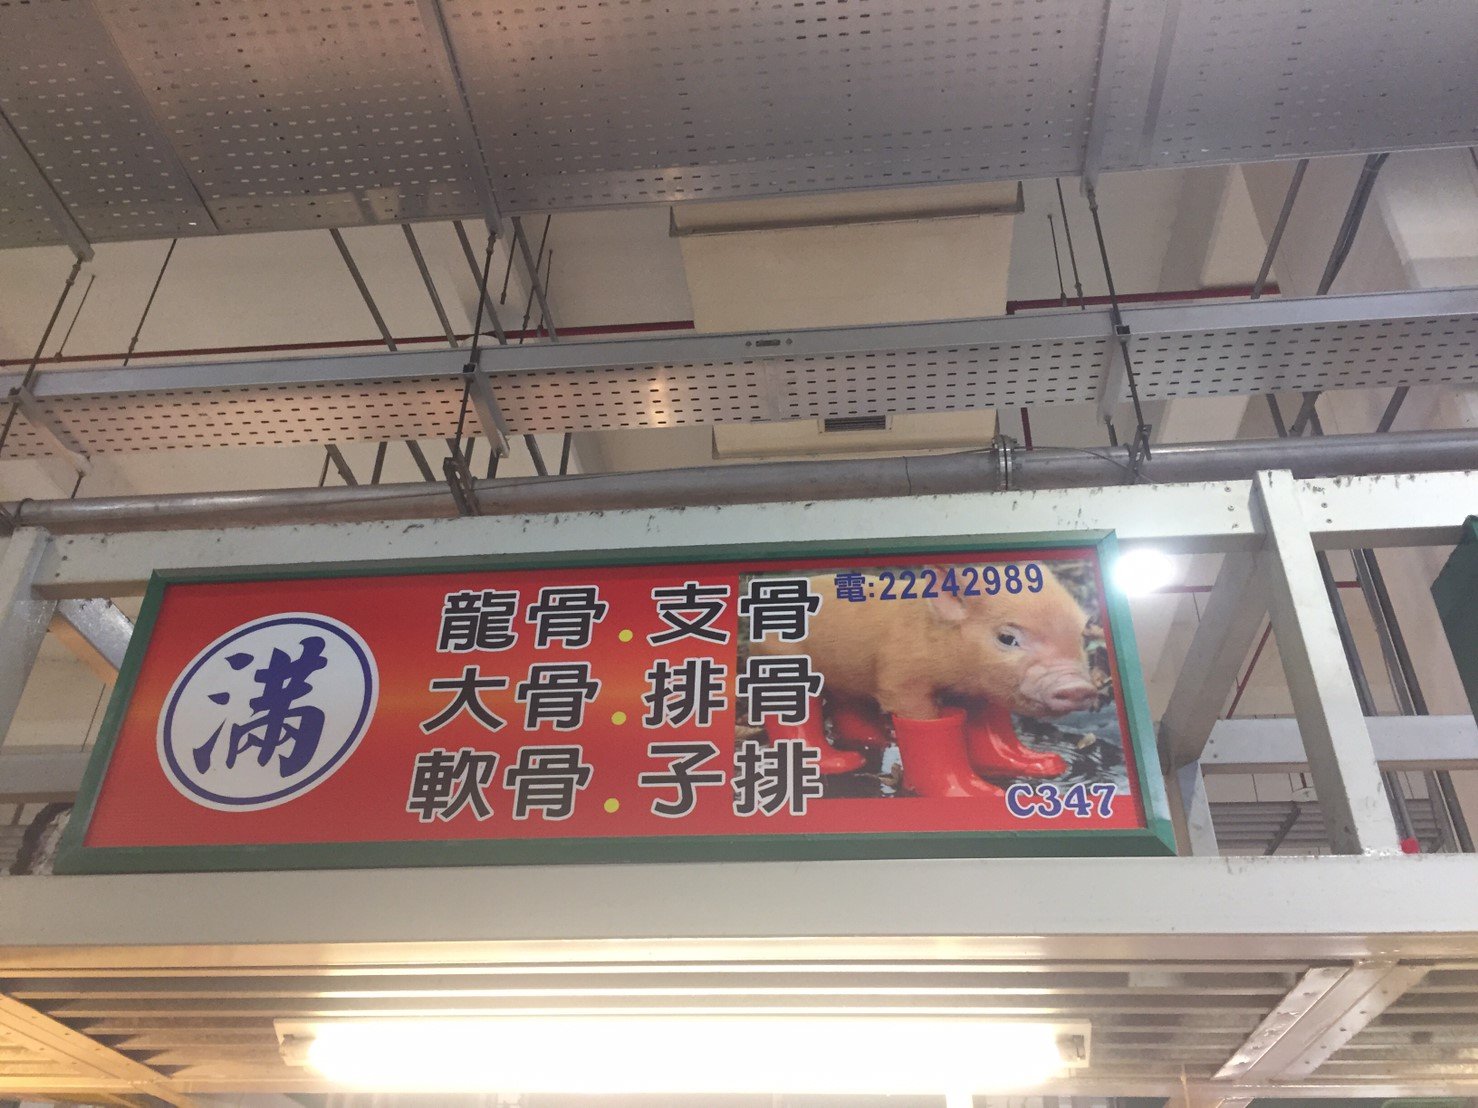 滿
龍骨.支骨
大骨.排骨
軟骨.子排
電:22242989
C347